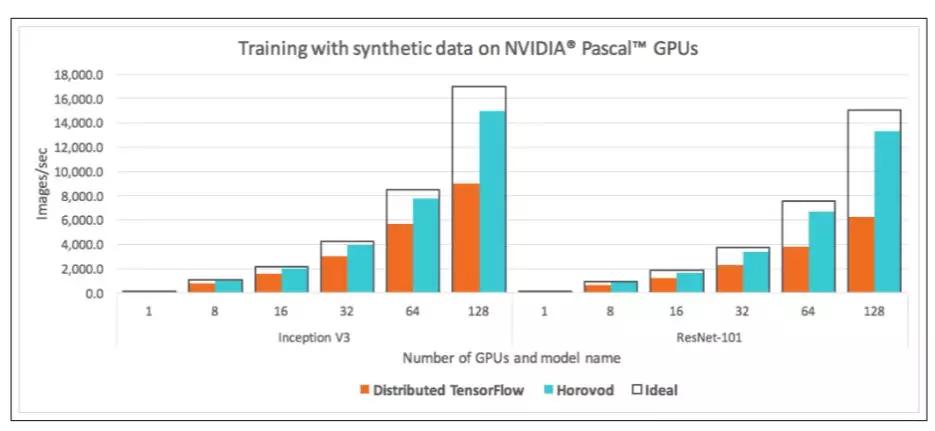 Training with synthetic data on NVIDIA® Pascal™ GPUs
18,000.0
16,000.0
14,000.0
12,000.0
10,000.0
8,000.0
6,000.0
4,000.0
2,000.0
0.0
Images/sec
1 8 16 32 64 128 1 8 16 32 64 128
Inception V3 ResNet-101
Number of GPUs and model name
Distributed TensorFlow Horovod Ideal